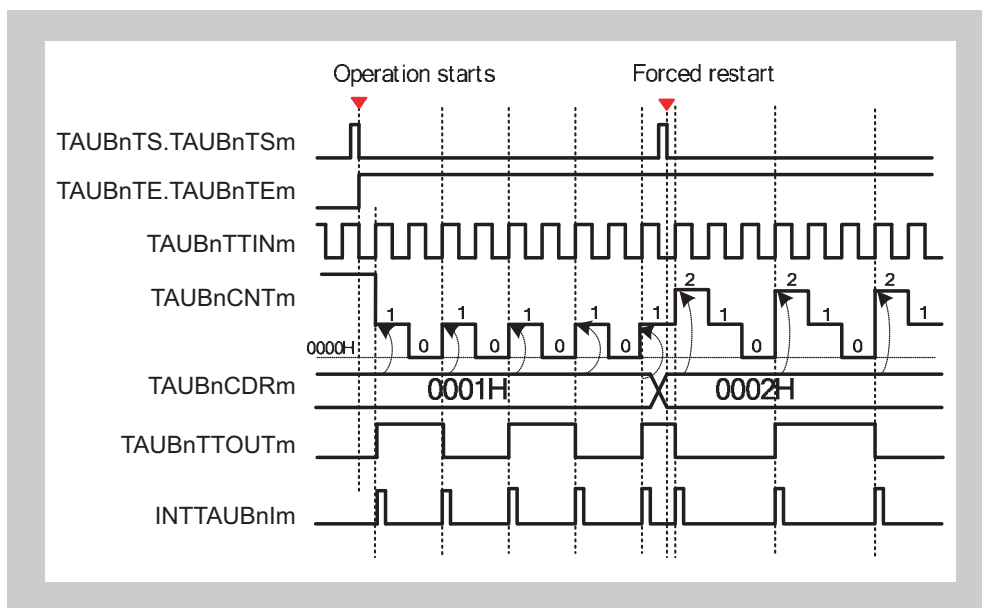 Operation starts Forced restart
TAUBnTS.TAUBnTSm
TAUBnTE.TAUBnTEm
TAUBnTTINm
TAUBnCNTm
2 2 2
1 1 1 1 1 1 1 1
0000H 0 0 0 0 0 0
TAUBnCDRm
0001H 0002H
TAUBnTTOUTm
INTTAUBnIm